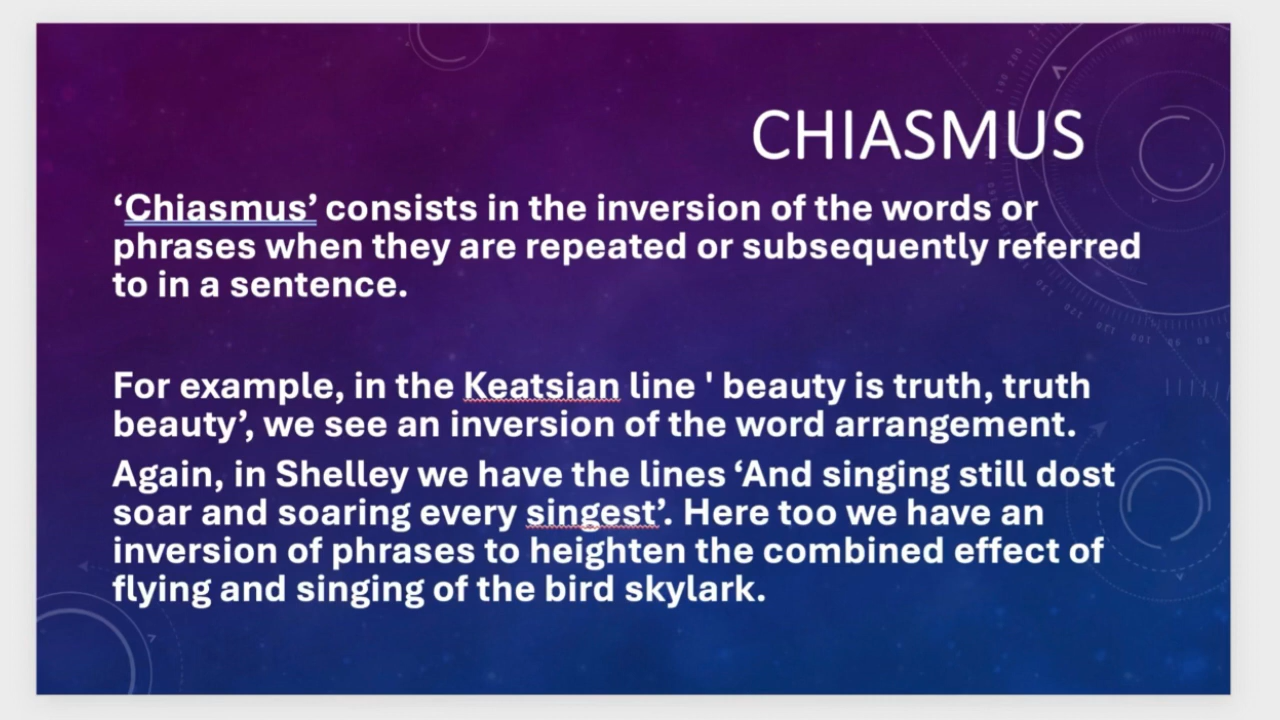 CHIASMUS
‘Chiasmus’ consists in the inversion of the words or
phrases when they are repeated or subsequently referred
to in a sentence.
For example, in the Keatsian line ' beauty is truth, truth
beauty’, we see an inversion of the word arrangement.
Again, in Shelley we have the lines ‘And singing still dost
soar and soaring every singest’. Here too we have an
inversion of phrases to heighten the combined effect of
flying and singing of the bird skylark.